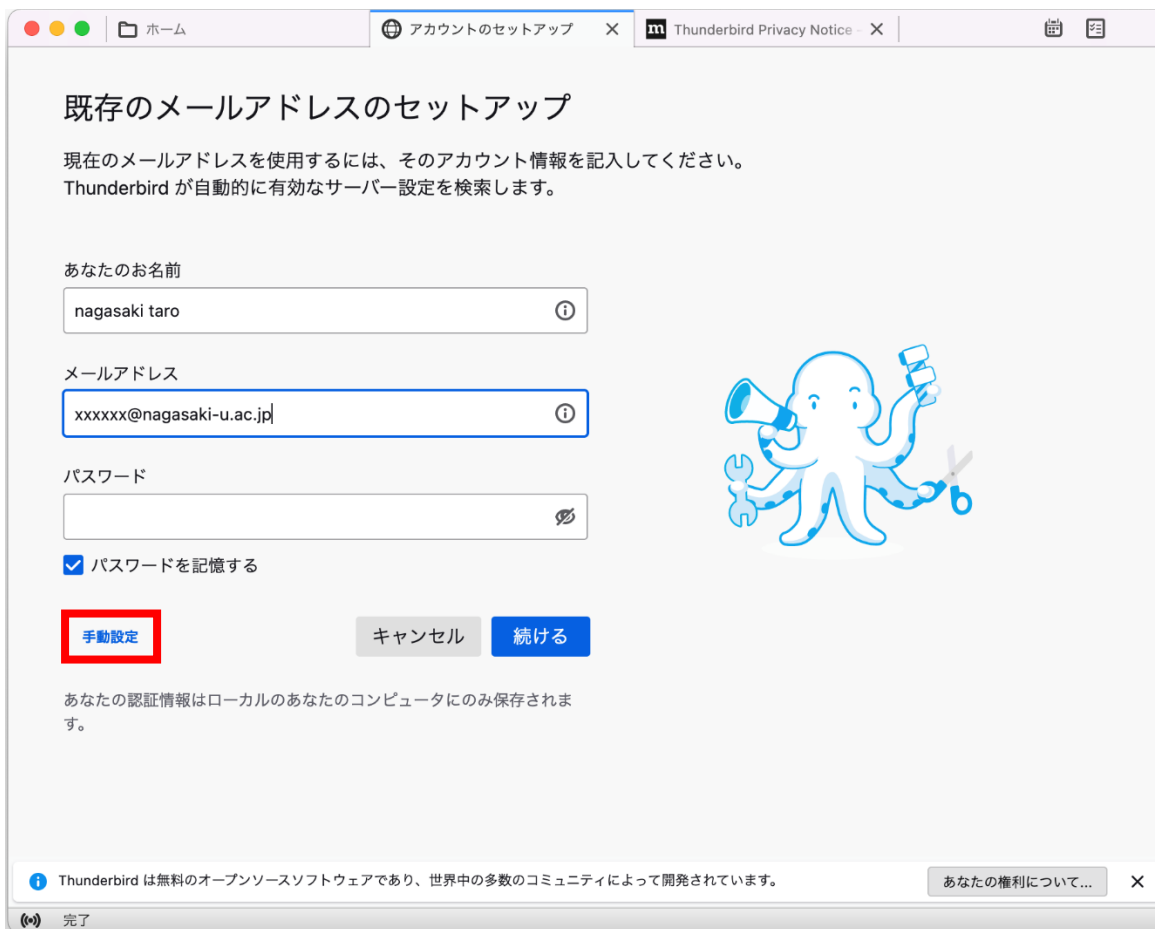 ホーム
アカウントのセットアップ
Thunderbird Privacy Notice -
既存のメールアドレスのセットアップ
現在のメールアドレスを使用するには、そのアカウント情報を記入してください。
Thunderbird が自動的に有効なサーバー設定を検索します。
あなたのお名前
nagasaki taro
メールアドレス
xxxxxx@nagasaki-u.ac.jp
パスワード
パスワードを記憶する
手動設定
キャンセル
続ける
あなたの認証情報はローカルのあなたのコンピュータにのみ保存されま
す。
Thunderbird は無料のオープンソースソフトウェアであり、世界中の多数のコミュニティによって開発されています。
あなたの権利について...
完了